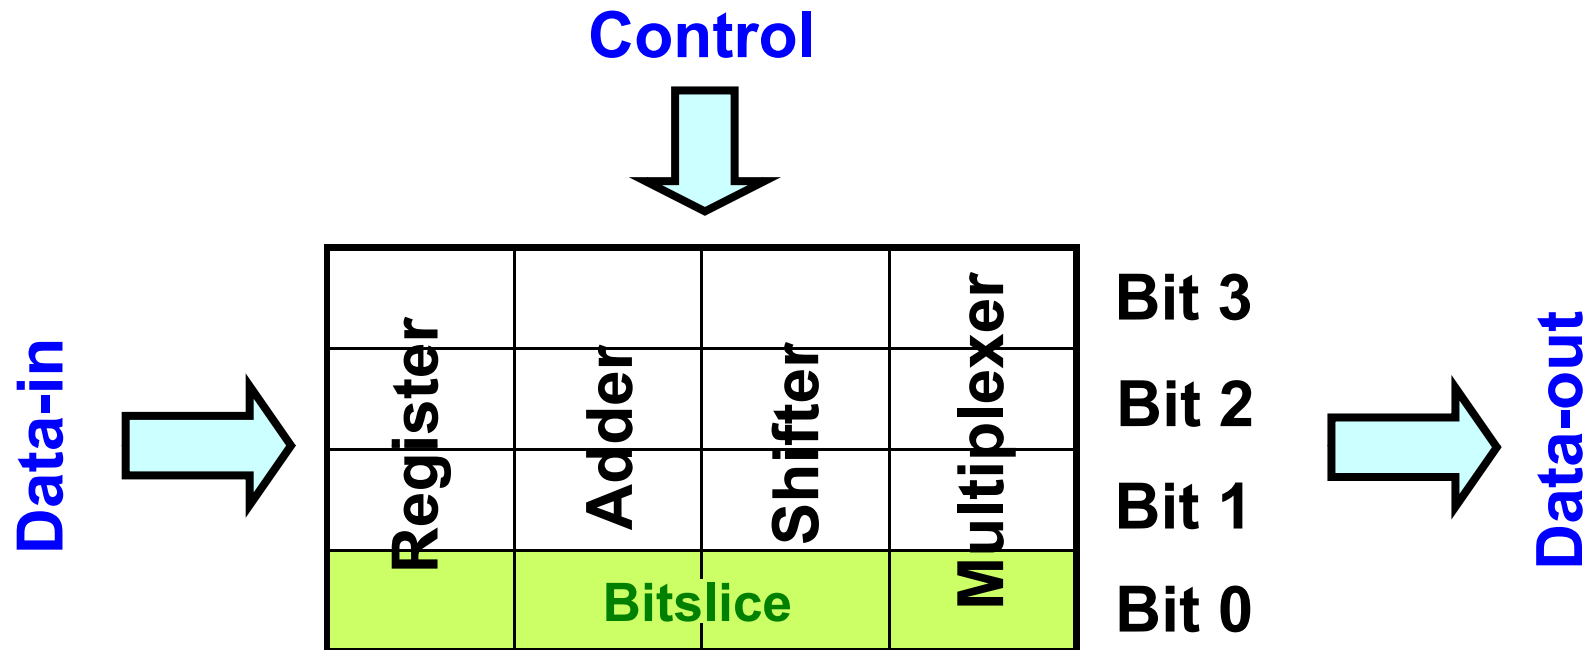 Control
Data-in
Register
Adder
Shifter
Multiplexer
Bit 3
Bit 2
Bit 1
Bit 0
Bitslice
Data-out